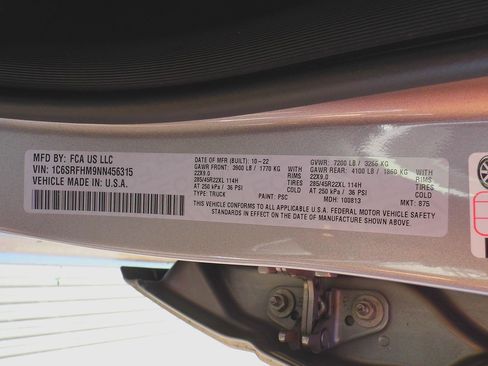 MFD BY: FCA US LLC
VIN: 1C6SRFHM9NN456315
VEHICLE MADE IN: U.S.A.
DATE OF MFR (BUILT): 10-22 GVWR: 7200 LB / 3265 KG
GAWR FRONT: 3900 LB / 1770 KG WITH GAWR REAR: 4100 LB / 1860 KG WITH
22X9.0 RIMS 22X9.0 RIMS
285/45R22XL 114H TIRES 285/45R22XL 114H TIRES
AT 250 kPa / 36 PSI AT 250 kPa / 36 PSI
TYPE: TRUCK PAINT: PSC MDH: 100813 MKT: 875
THIS VEHICLE CONFORMS TO ALL APPLICABLE U.S.A. FEDERAL MOTOR VEHICLE SAFETY
STANDARDS IN EFFECT ON THE DATE OF MANUFACTURE SHOWN ABOVE.